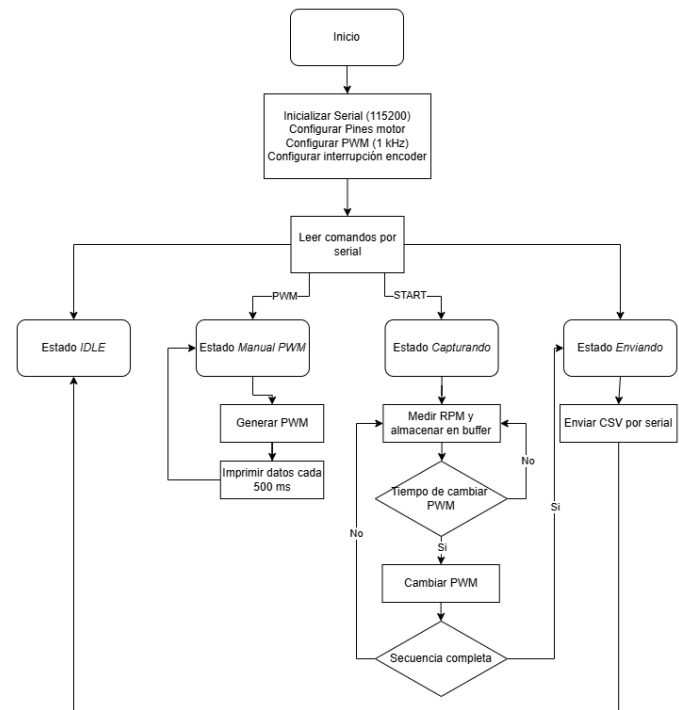 Inicio
Inicializar Serial (115200)
Configurar Pines motor
Configurar PWM (1 kHz)
Configurar interrupción encoder
Leer comandos por
serial
PWM
START
Estado IDLE
Estado Manual PWM
Estado Capturando
Estado Enviando
Generar PWM
Medir RPM y
almacenar en buffer
Enviar CSV por serial
Imprimir datos cada
500 ms
No
Tiempo de cambiar
PWM
No
Si
Si
Cambiar PWM
Secuencia completa